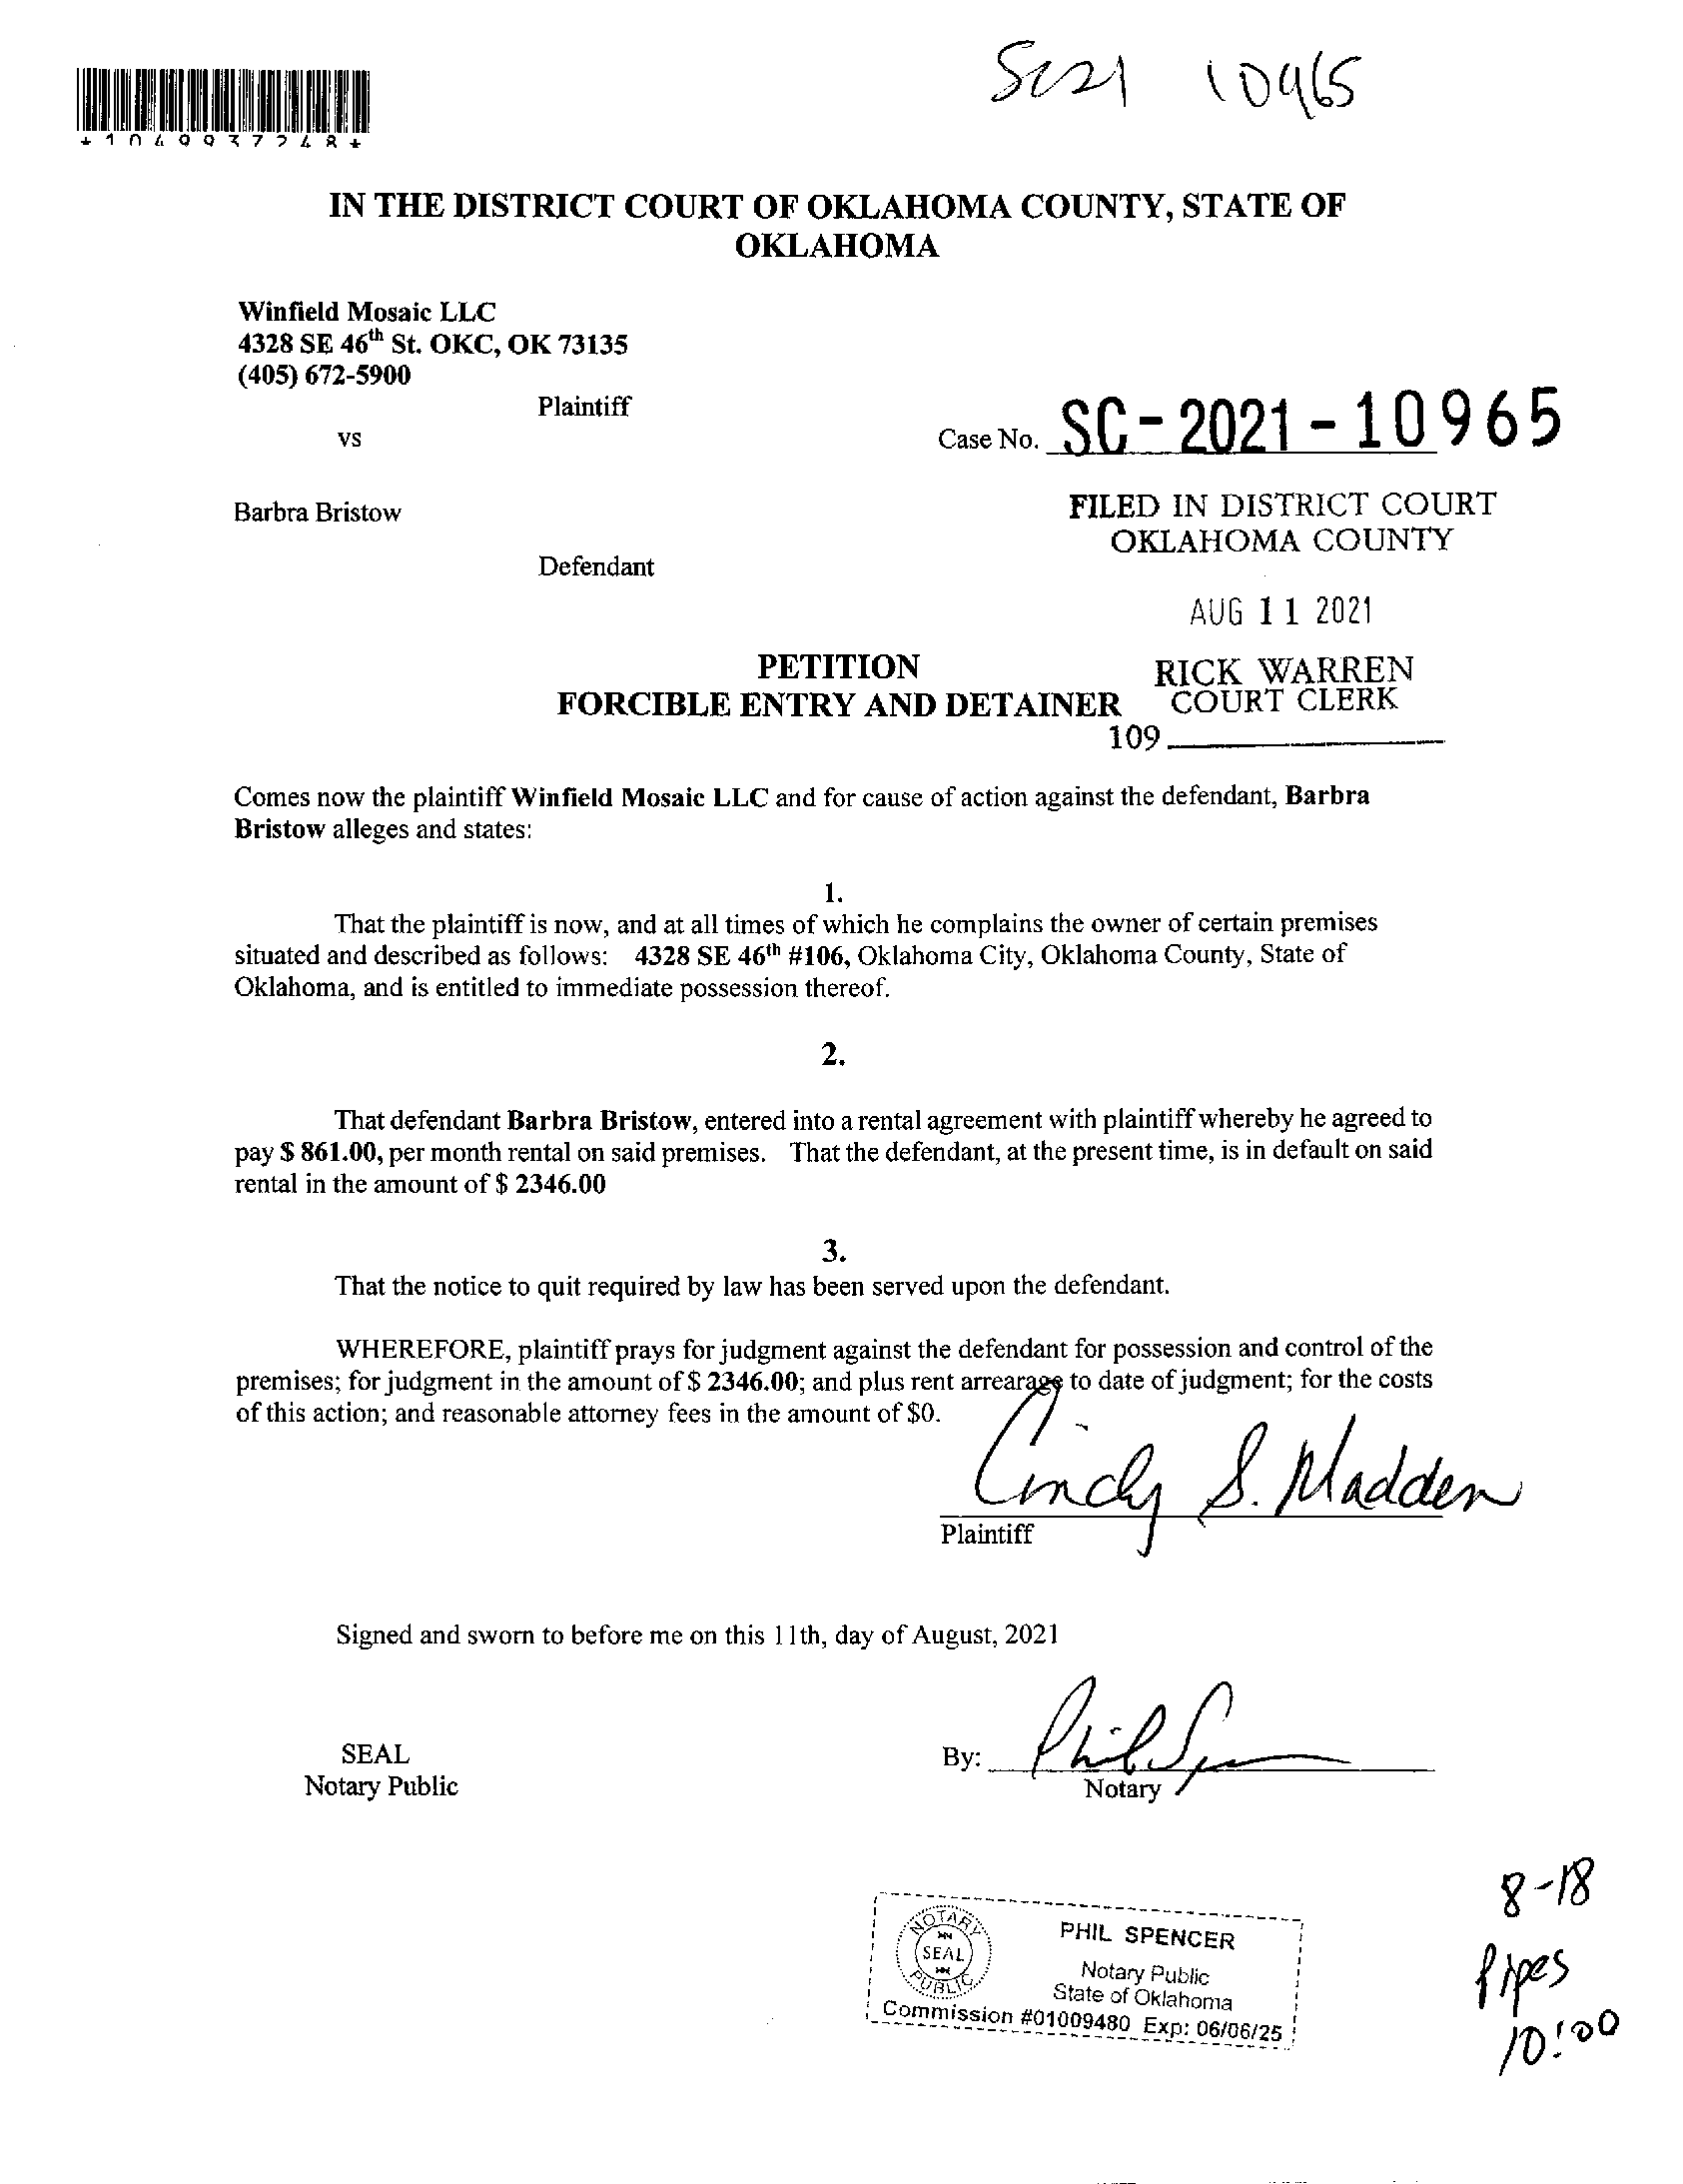 SC21 10965
*1049937248*
IN THE DISTRICT COURT OF OKLAHOMA COUNTY, STATE OF
OKLAHOMA
Winfield Mosaic LLC
4328 SE 46th St. OKC, OK 73135
(405) 672-5900
Plaintiff
vs
Case No. SC-2021-10965
Barbra Bristow
FILED IN DISTRICT COURT
OKLAHOMA COUNTY
Defendant
AUG 11 2021
PETITION
RICK WARREN
FORCIBLE ENTRY AND DETAINER
COURT CLERK
109
Comes now the plaintiff Winfield Mosaic LLC and for cause of action against the defendant, Barbra
Bristow alleges and states:
1.
That the plaintiff is now, and at all times of which he complains the owner of certain premises
situated and described as follows: 4328 SE 46th #106, Oklahoma City, Oklahoma County, State of
Oklahoma, and is entitled to immediate possession thereof.
2.
That defendant Barbra Bristow, entered into a rental agreement with plaintiff whereby he agreed to
pay $ 861.00, per month rental on said premises. That the defendant, at the present time, is in default on said
rental in the amount of $ 2346.00
3.
That the notice to quit required by law has been served upon the defendant.
WHEREFORE, plaintiff prays for judgment against the defendant for possession and control of the
premises; for judgment in the amount of $ 2346.00; and plus rent arrearage to date of judgment; for the costs
of this action; and reasonable attorney fees in the amount of $0.
Cindy S. Madden
Plaintiff
Signed and sworn to before me on this 11th, day of August, 2021
Phil Spencer
SEAL
By:
Notary Public
Notary
8-18
Pipes
10:00
NOTARY
SEAL
PUBLIC
PHIL SPENCER
Notary Public
State of Oklahoma
Commission #01009480 Exp: 06/06/25